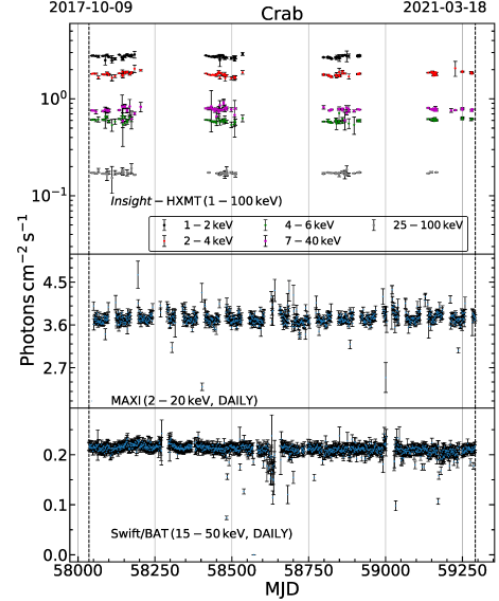 2017-10-09 2021-03-18
Crab
10⁰
10⁻¹
Insight − HXMT (1 − 100 keV)
1 − 2 keV 4 − 6 keV 25 − 100 keV
2 − 4 keV 7 − 40 keV
Photons cm⁻² s⁻¹
4.5
3.6
2.7
MAXI (2 − 20 keV, DAILY)
0.2
0.1
Swift/BAT (15 − 50 keV, DAILY)
0.0
58000 58250 58500 58750 59000 59250
MJD